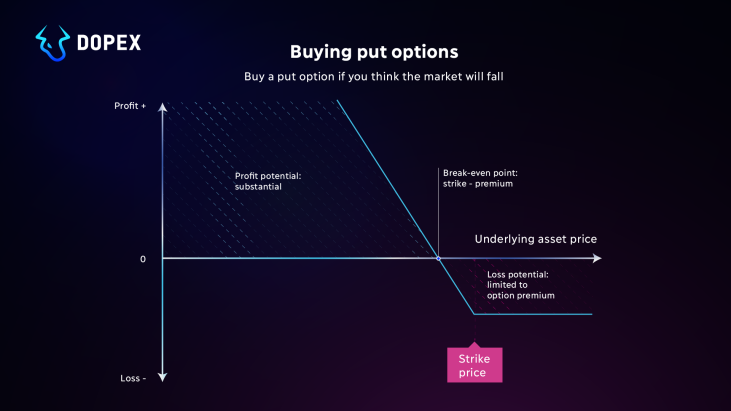 DOPEX
Buying put options
Buy a put option if you think the market will fall
Profit +
Profit potential:
substantial
Break-even point:
strike - premium
Underlying asset price
0
Loss potential:
limited to
option premium
Strike
price
Loss -